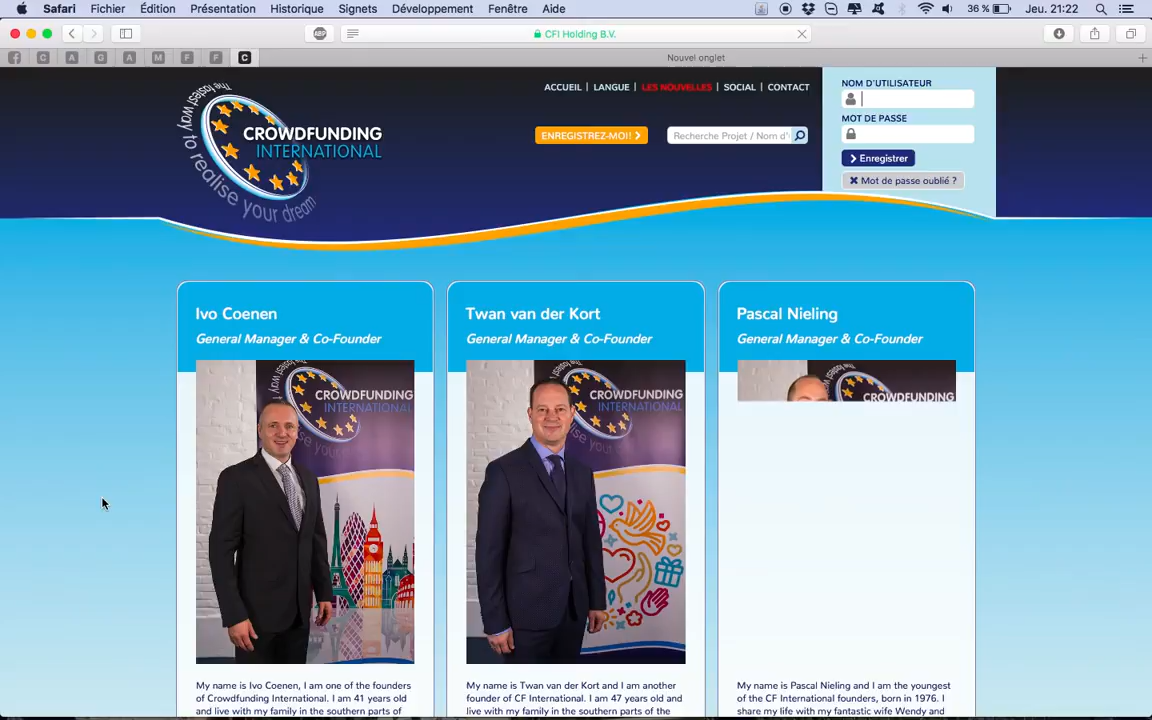 Safari Fichier Édition Présentation Historique Signets Développement Fenêtre Aide 36 % Jeu. 21:22
ABP CFI Holding B.V.
C A G A M F F C Nouvel onglet
The fastest way to realise your dream
CROWDFUNDING
INTERNATIONAL
ACCUEIL | LANGUE | LES NOUVELLES | SOCIAL | CONTACT
ENREGISTREZ-MOI!
Recherche Projet / Nom d'
NOM D'UTILISATEUR
MOT DE PASSE
Enregistrer
Mot de passe oublié ?
Ivo Coenen
General Manager & Co-Founder
CROWDFUNDING
INTERNATIONAL
My name is Ivo Coenen, I am one of the founders
of Crowdfunding International. I am 41 years old
and live with my family in the southern parts of
Twan van der Kort
General Manager & Co-Founder
CROWDFUNDING
INTERNATIONAL
My name is Twan van der Kort and I am another
founder of CF International. I am 47 years old and
live with my family in the southern parts of the
Pascal Nieling
General Manager & Co-Founder
CROWDFUNDING
My name is Pascal Nieling and I am the youngest
of the CF International founders, born in 1976. I
share my life with my fantastic wife Wendy and